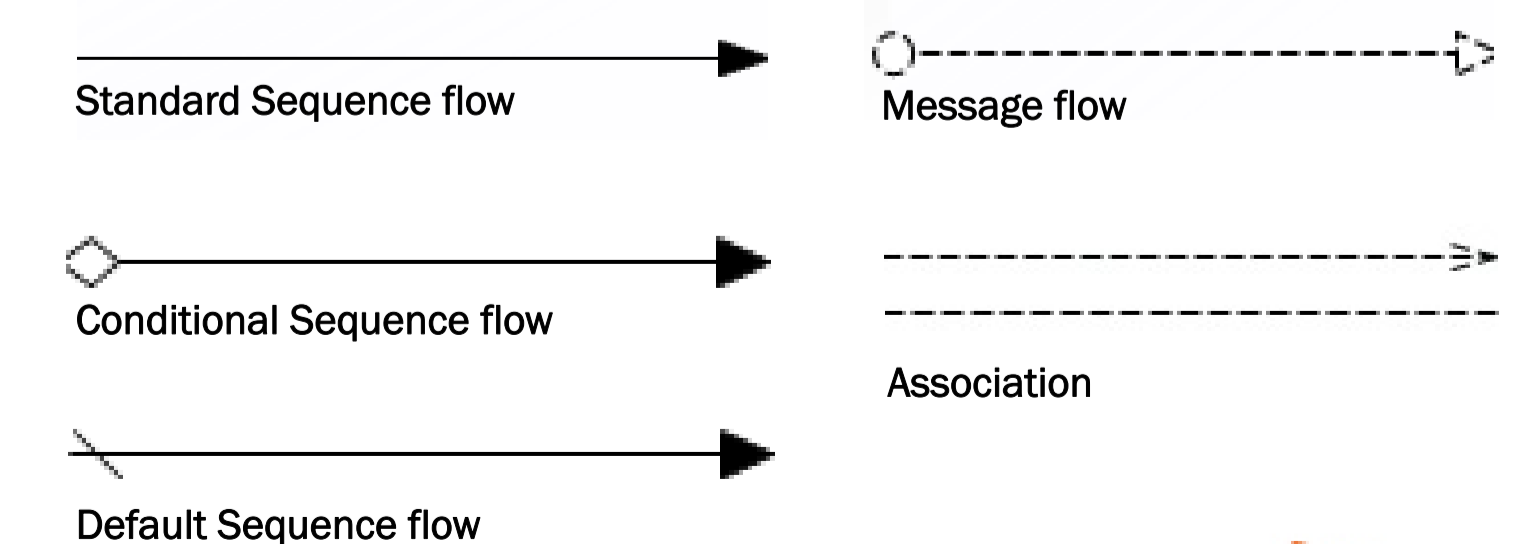 Standard Sequence flow
Message flow
Conditional Sequence flow
Association
Default Sequence flow